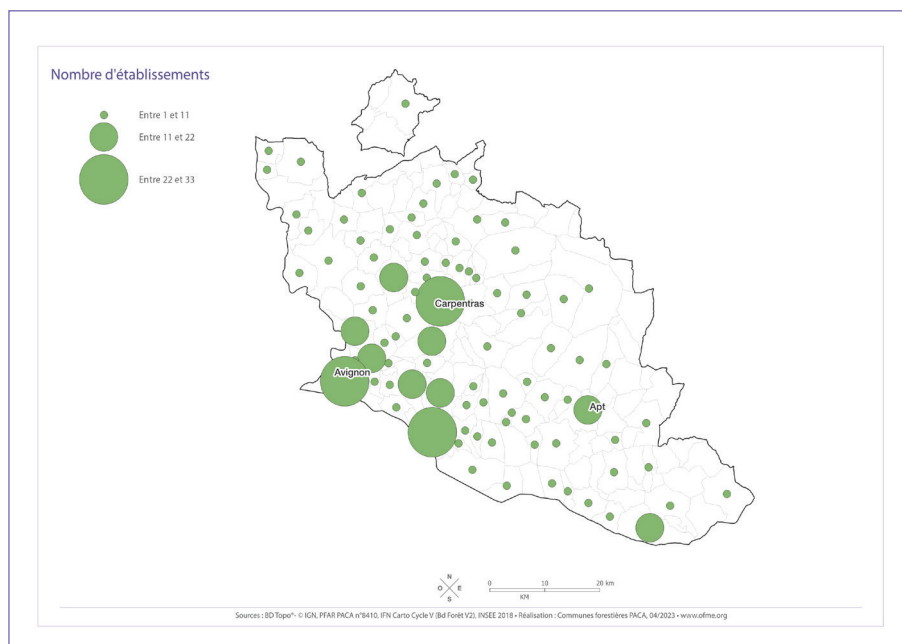 Nombre d'établissements
Entre 1 et 11
Entre 11 et 22
Entre 22 et 33
Carpentras
Avignon
Apt
N
O E
S
0 10 20 km
KM
Sources : BD Topo®- © IGN, PFAR PACA n°8410, IFN Carto Cycle V (Bd Forêt V2), INSEE 2018 • Réalisation : Communes forestières PACA, 04/2023 • www.ofme.org